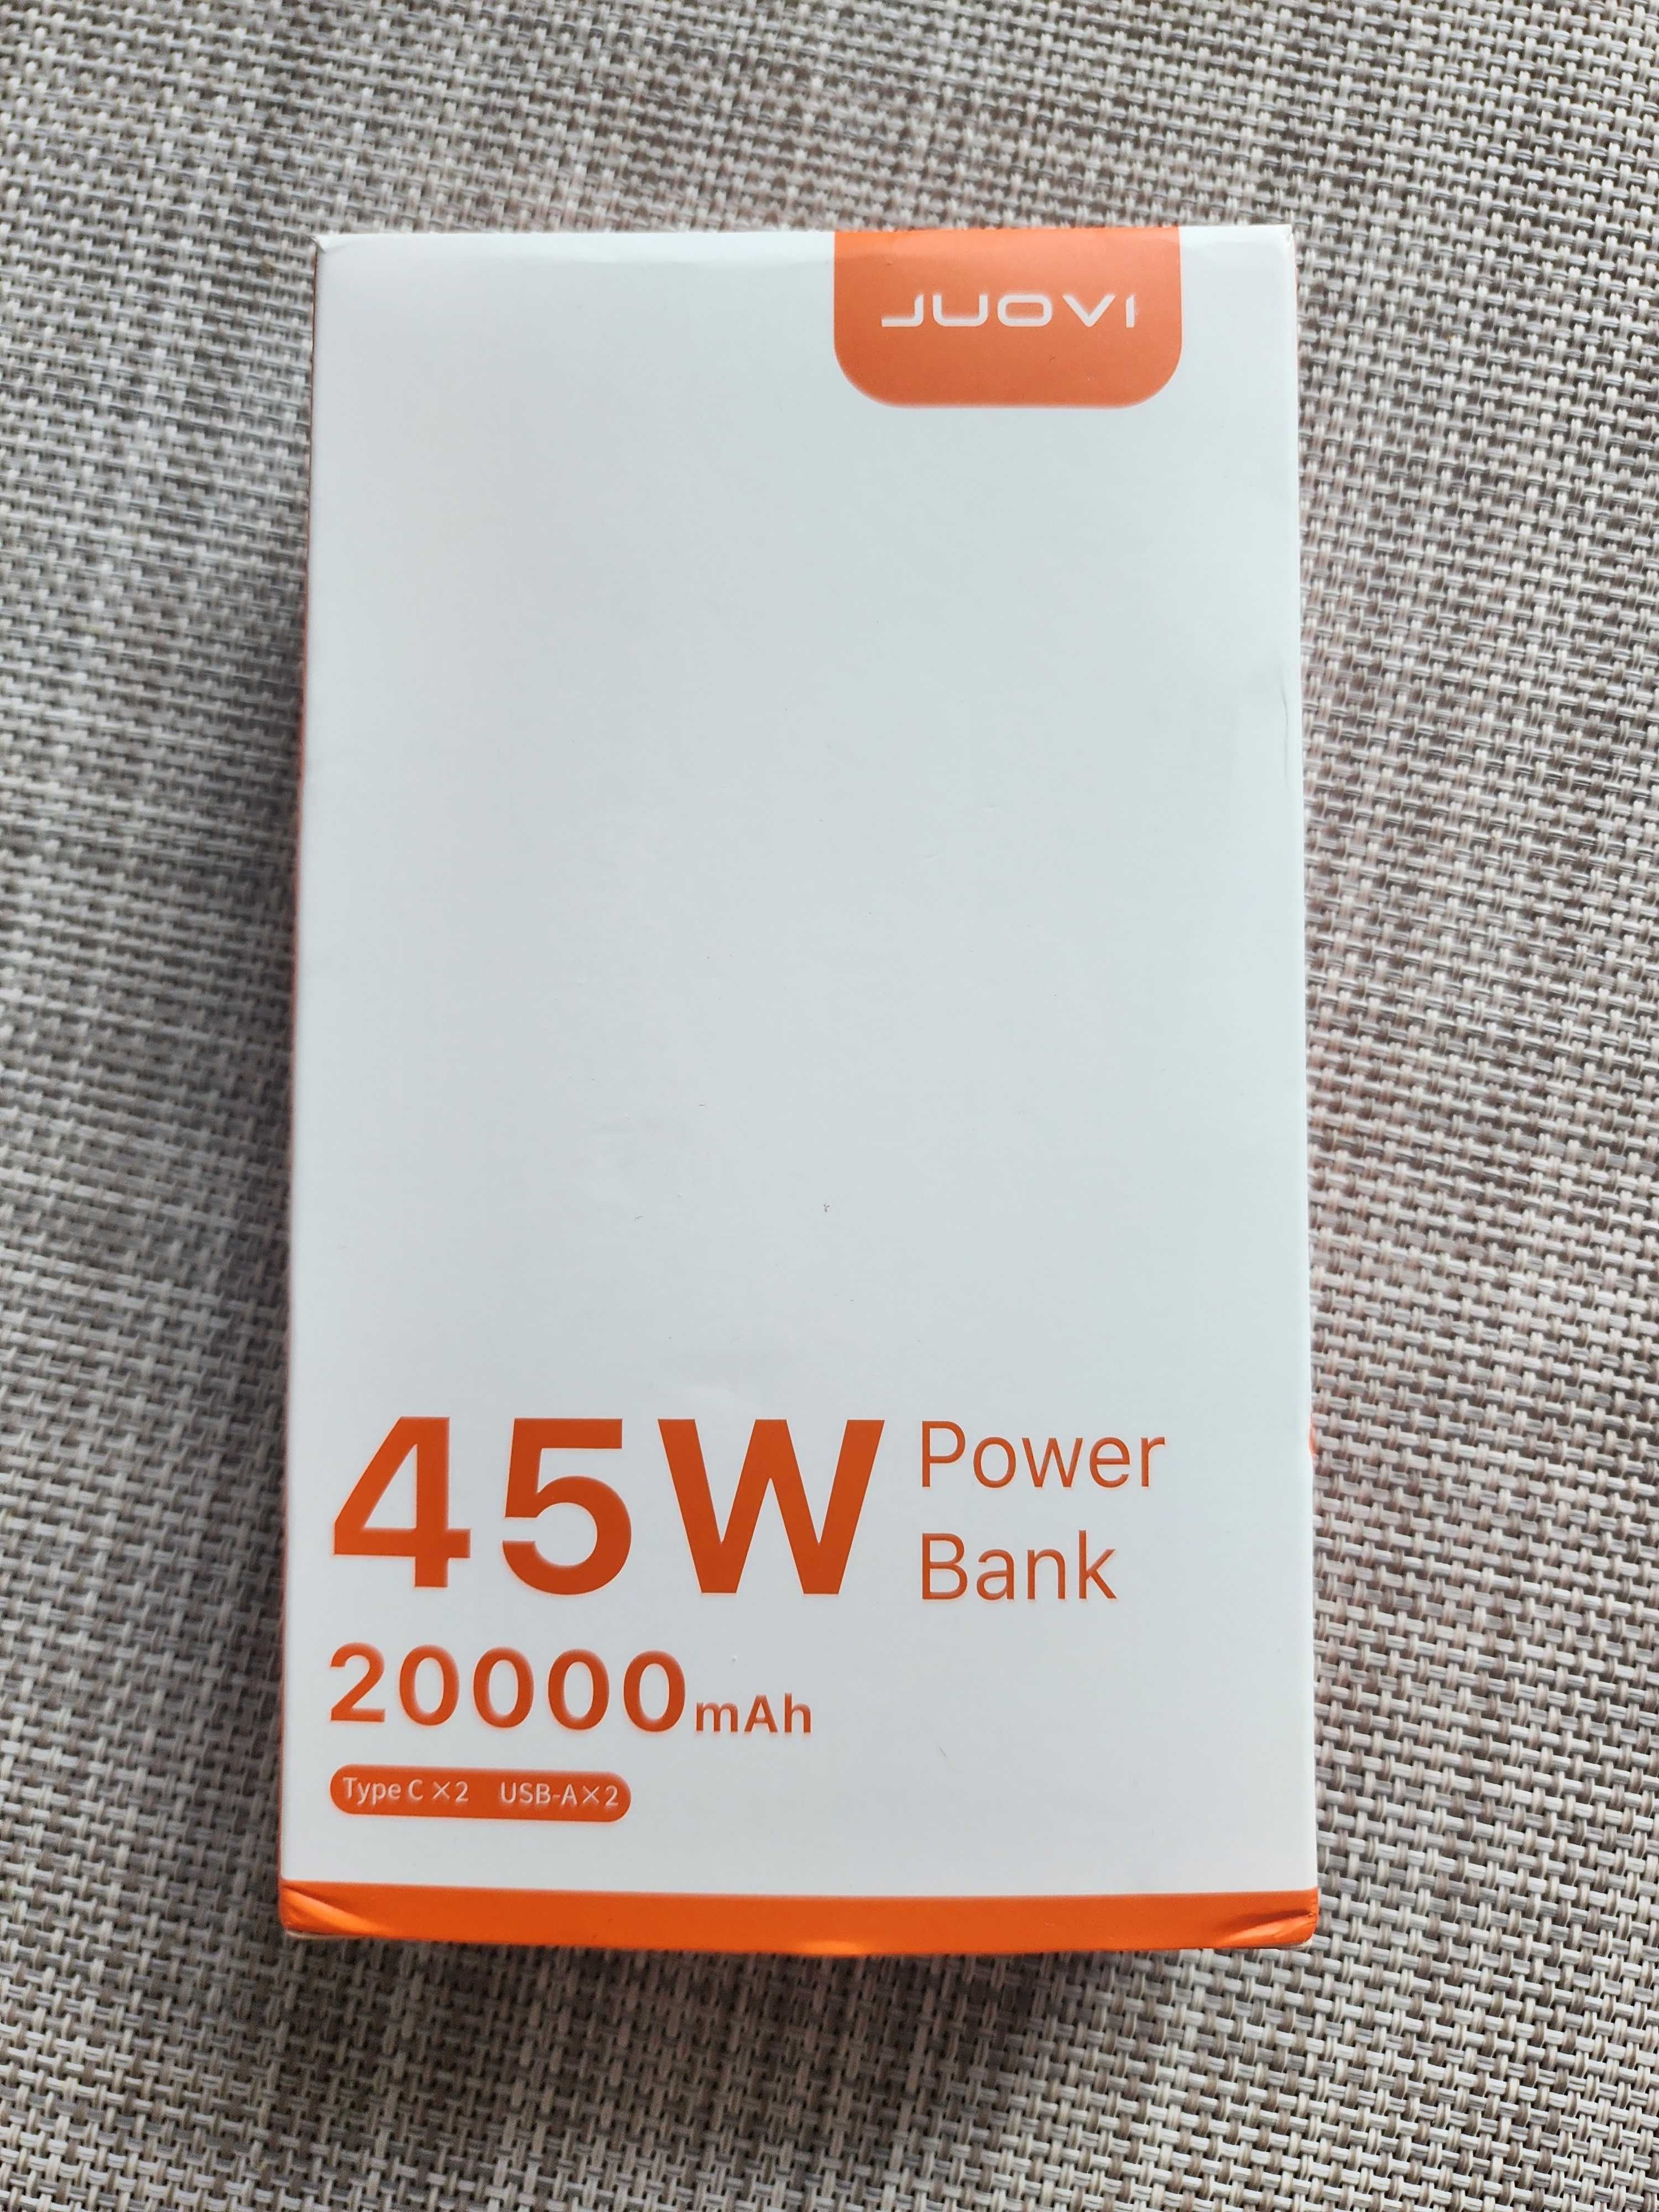 JUOVI
45W Power
Bank
20000mAh
Type C×2 USB-A×2